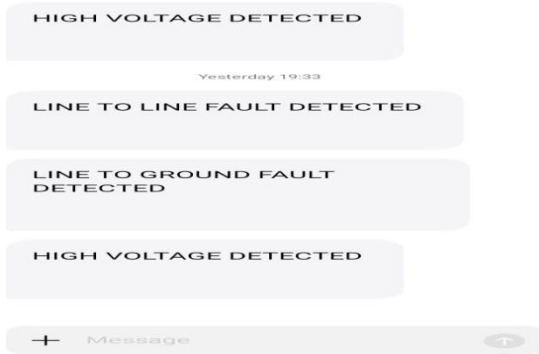 HIGH VOLTAGE DETECTED
Yesterday 19:33
LINE TO LINE FAULT DETECTED
LINE TO GROUND FAULT
DETECTED
HIGH VOLTAGE DETECTED
Message